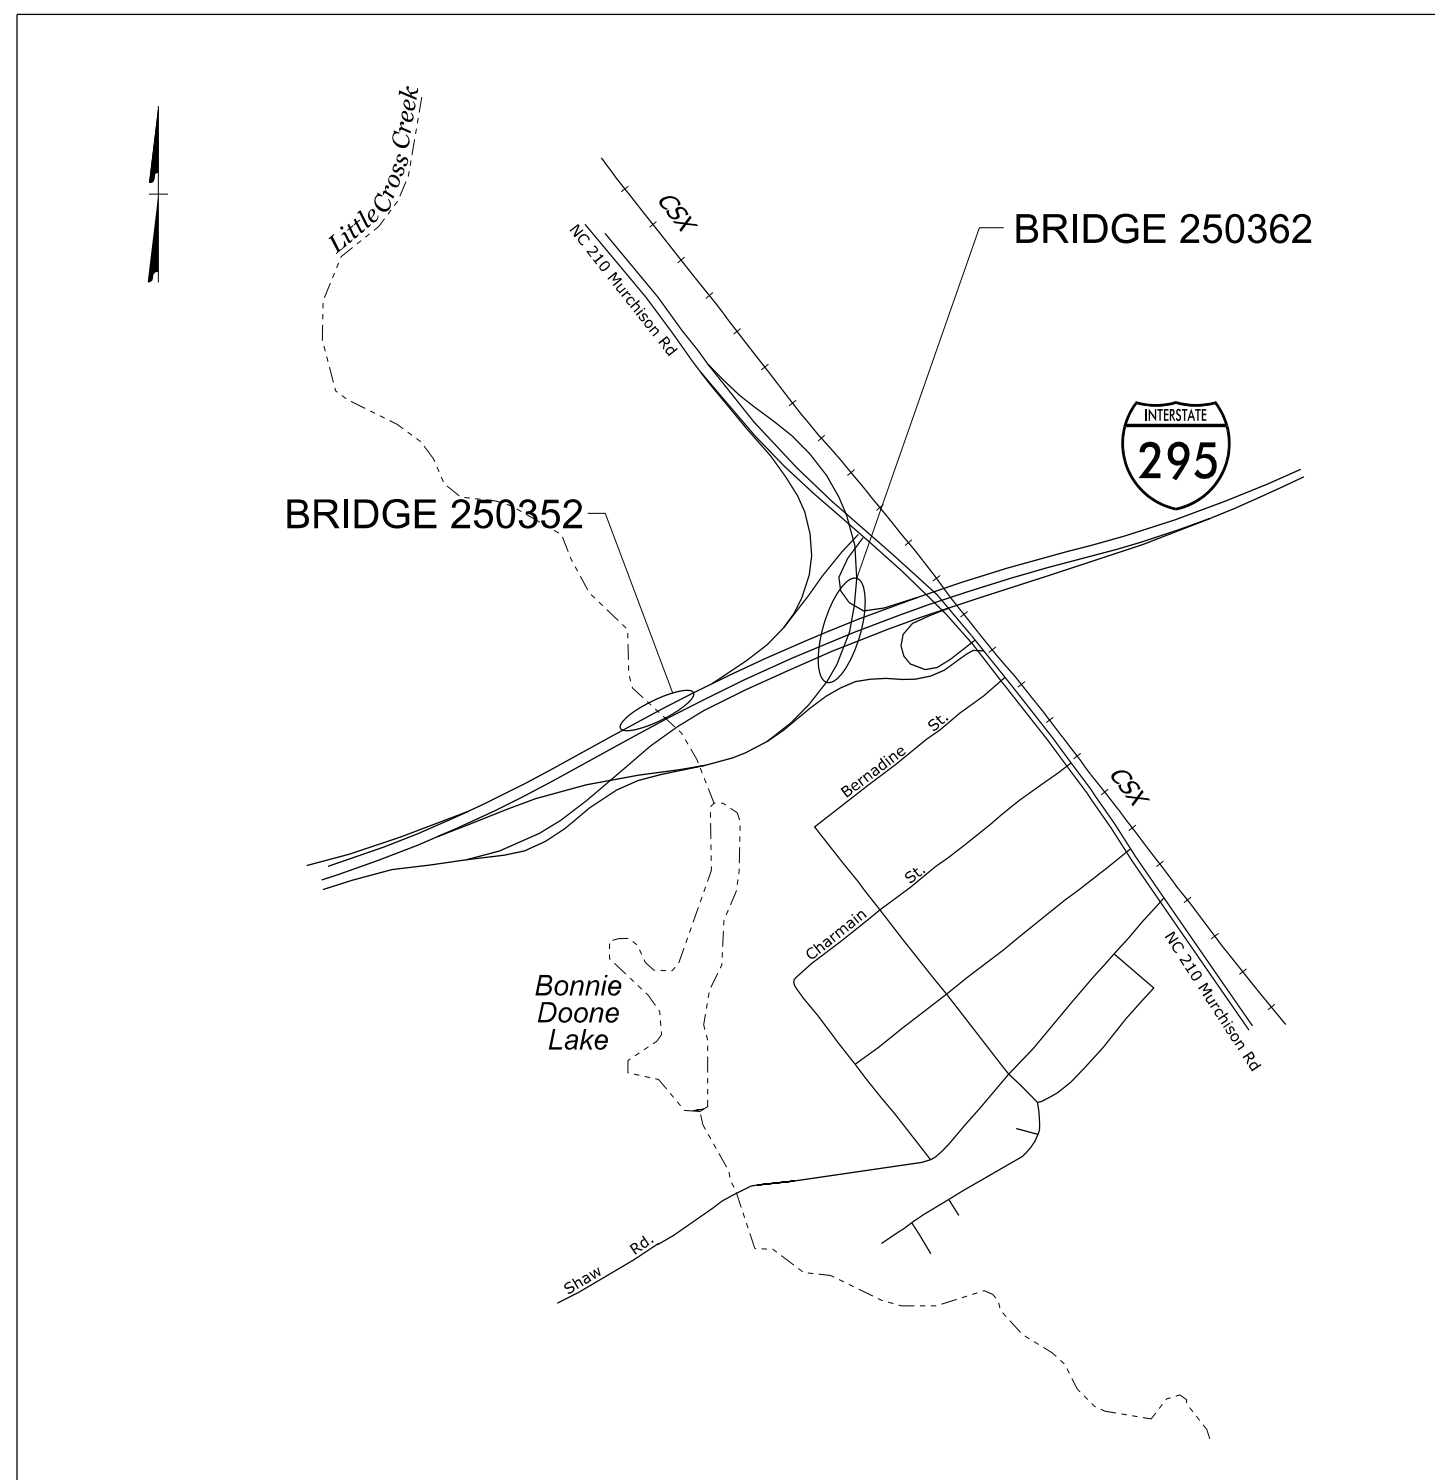 LittleCross Creek
CSX
BRIDGE 250362
NC 210 Murchison Rd
INTERSTATE
295
BRIDGE 250352
Bernadine St.
CSX
Charmain St.
NC 210 Murchison Rd
Bonnie
Doone
Lake
Shaw Rd.